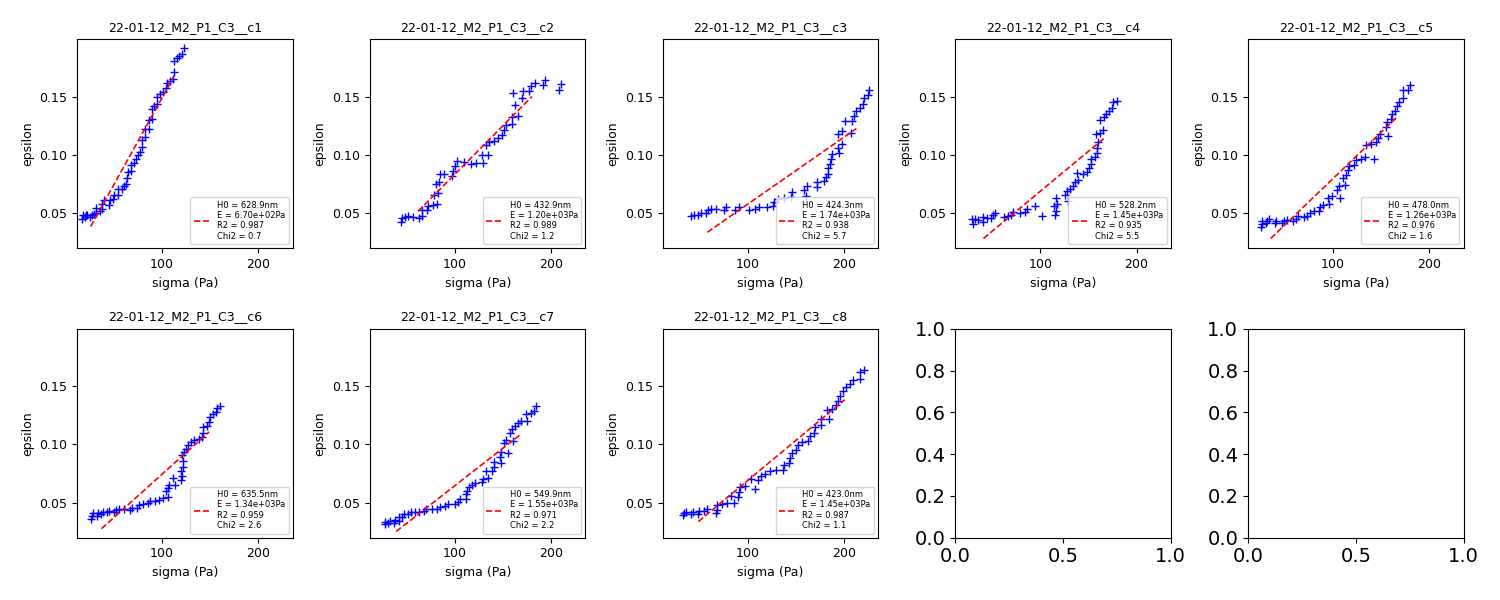 22-01-12_M2_P1_C3__c1
22-01-12_M2_P1_C3__c2
22-01-12_M2_P1_C3__c3
22-01-12_M2_P1_C3__c4
22-01-12_M2_P1_C3__c5
epsilon
0.15
0.10
0.05
100
200
sigma (Pa)
H0 = 628.9nm
E = 6.70e+02Pa
R2 = 0.987
Chi2 = 0.7
epsilon
0.15
0.10
0.05
100
200
sigma (Pa)
H0 = 432.9nm
E = 1.20e+03Pa
R2 = 0.989
Chi2 = 1.2
epsilon
0.15
0.10
0.05
100
200
sigma (Pa)
H0 = 424.3nm
E = 1.74e+03Pa
R2 = 0.938
Chi2 = 5.7
epsilon
0.15
0.10
0.05
100
200
sigma (Pa)
H0 = 528.2nm
E = 1.45e+03Pa
R2 = 0.935
Chi2 = 5.5
epsilon
0.15
0.10
0.05
100
200
sigma (Pa)
H0 = 478.0nm
E = 1.26e+03Pa
R2 = 0.976
Chi2 = 1.6
22-01-12_M2_P1_C3__c6
22-01-12_M2_P1_C3__c7
22-01-12_M2_P1_C3__c8
epsilon
0.15
0.10
0.05
100
200
sigma (Pa)
H0 = 635.5nm
E = 1.34e+03Pa
R2 = 0.959
Chi2 = 2.6
epsilon
0.15
0.10
0.05
100
200
sigma (Pa)
H0 = 549.9nm
E = 1.55e+03Pa
R2 = 0.971
Chi2 = 2.2
epsilon
0.15
0.10
0.05
100
200
sigma (Pa)
H0 = 423.0nm
E = 1.45e+03Pa
R2 = 0.987
Chi2 = 1.1
1.0
0.8
0.6
0.4
0.2
0.0
0.0
0.5
1.0
1.0
0.8
0.6
0.4
0.2
0.0
0.0
0.5
1.0